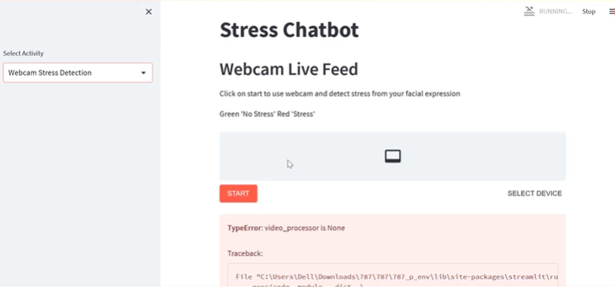 RUNNING...
Stop
Stress Chatbot
Select Activity
Webcam Stress Detection
Webcam Live Feed
Click on start to use webcam and detect stress from your facial expression
Green 'No Stress' Red 'Stress'
START
SELECT DEVICE
TypeError: video_processor is None
Traceback:
File "C:\Users\Dell\Downloads\787\787\787_p_env\lib\site-packages\streamlit\ru